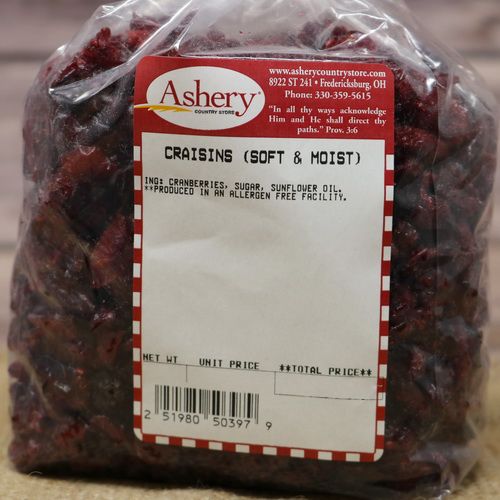 Ashery
COUNTRY STORE
www.asherycountrystore.com
8922 ST 241 • Fredericksburg, OH
Phone: 330-359-5615
"In all thy ways acknowledge
Him and He shall direct thy
paths." Prov. 3:6
CRAISINS (SOFT & MOIST)
ING: CRANBERRIES, SUGAR, SUNFLOWER OIL.
**PRODUCED IN AN ALLERGEN FREE FACILITY.
NET WT UNIT PRICE **TOTAL PRICE**
2 51980 50397 9